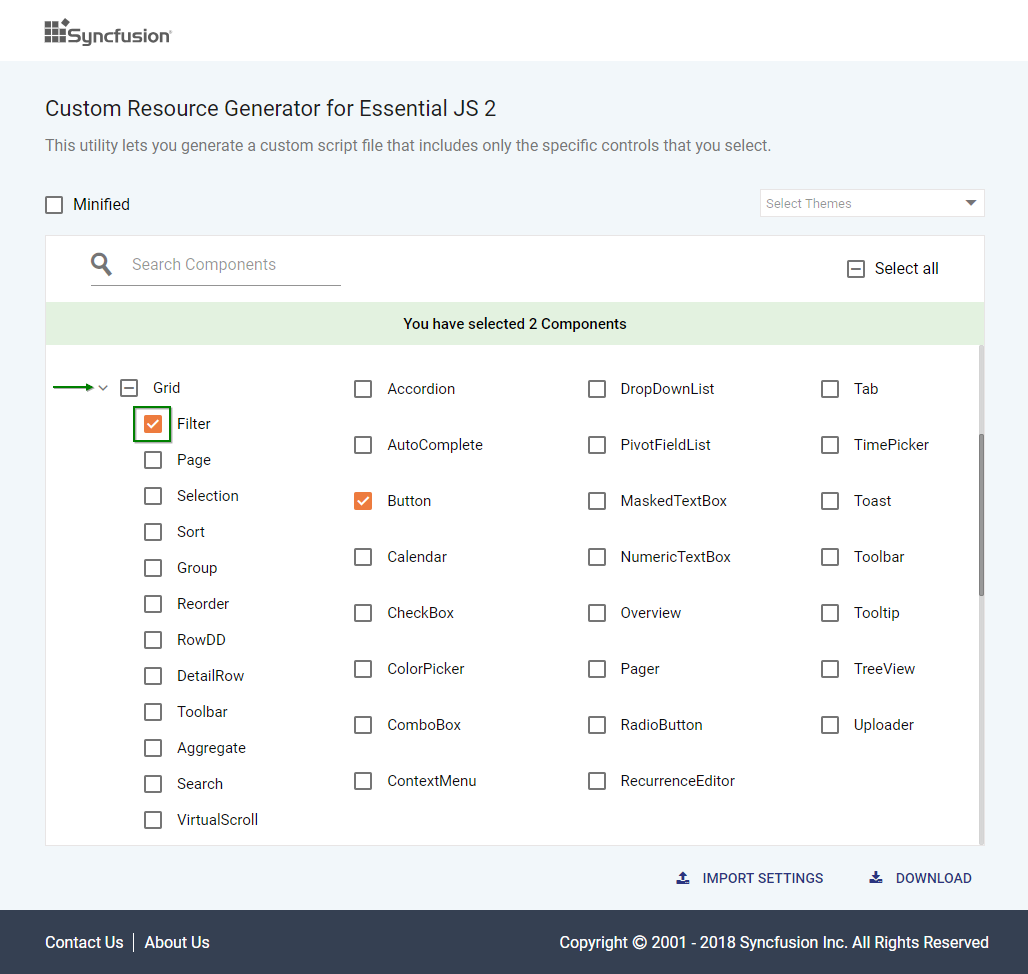 Syncfusion
Custom Resource Generator for Essential JS 2
This utility lets you generate a custom script file that includes only the specific controls that you select.
Minified
Select Themes
Search Components
Select all
You have selected 2 Components
Grid
Filter
Page
Selection
Sort
Group
Reorder
RowDD
DetailRow
Toolbar
Aggregate
Search
VirtualScroll
Accordion
AutoComplete
Button
Calendar
CheckBox
ColorPicker
ComboBox
ContextMenu
DropDownList
PivotFieldList
MaskedTextBox
NumericTextBox
Overview
Pager
RadioButton
RecurrenceEditor
Tab
TimePicker
Toast
Toolbar
Tooltip
TreeView
Uploader
IMPORT SETTINGS
DOWNLOAD
Contact Us
About Us
Copyright © 2001 - 2018 Syncfusion Inc. All Rights Reserved